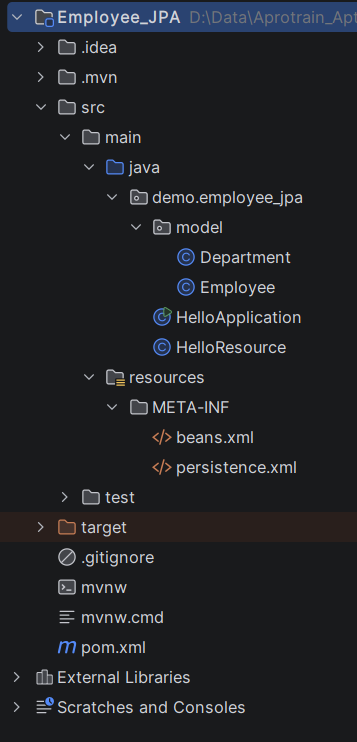 Employee_JPA D:\Data\Aprotrain_Apt
.idea
.mvn
src
main
java
demo.employee_jpa
model
Department
Employee
HelloApplication
HelloResource
resources
META-INF
beans.xml
persistence.xml
test
target
.gitignore
mvnw
mvnw.cmd
pom.xml
External Libraries
Scratches and Consoles